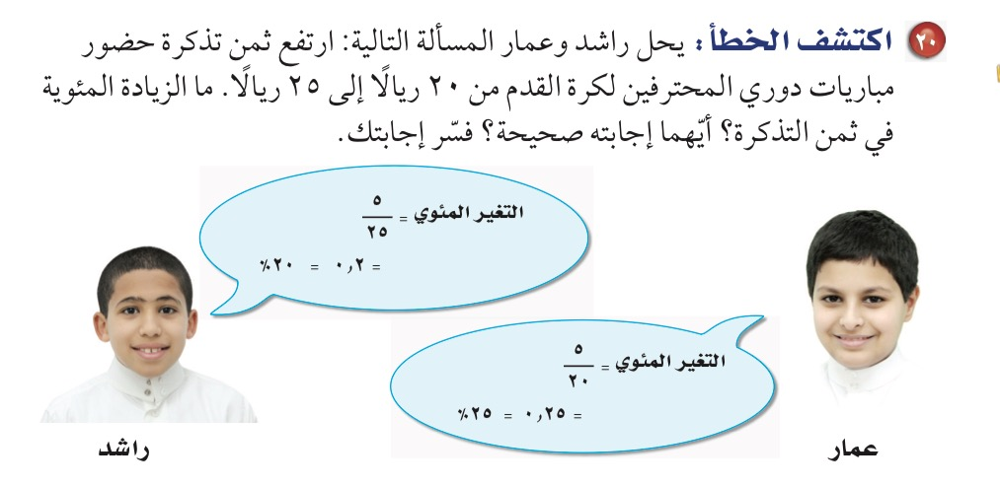 ٢٠ اكتشف الخطأ: يحل راشد وعمار المسألة التالية: ارتفع ثمن تذكرة حضور
مباريات دوري المحترفين لكرة القدم من ٢٠ ريالًا إلى ٢٥ ريالًا. ما الزيادة المئوية
في ثمن التذكرة؟ أيّهما إجابته صحيحة؟ فسّر إجابتك.
التغير المئوي = ٥/٢٥
= ٠٫٢ = ٢٠٪
التغير المئوي = ٥/٢٠
= ٠٫٢٥ = ٢٥٪
عمار
راشد